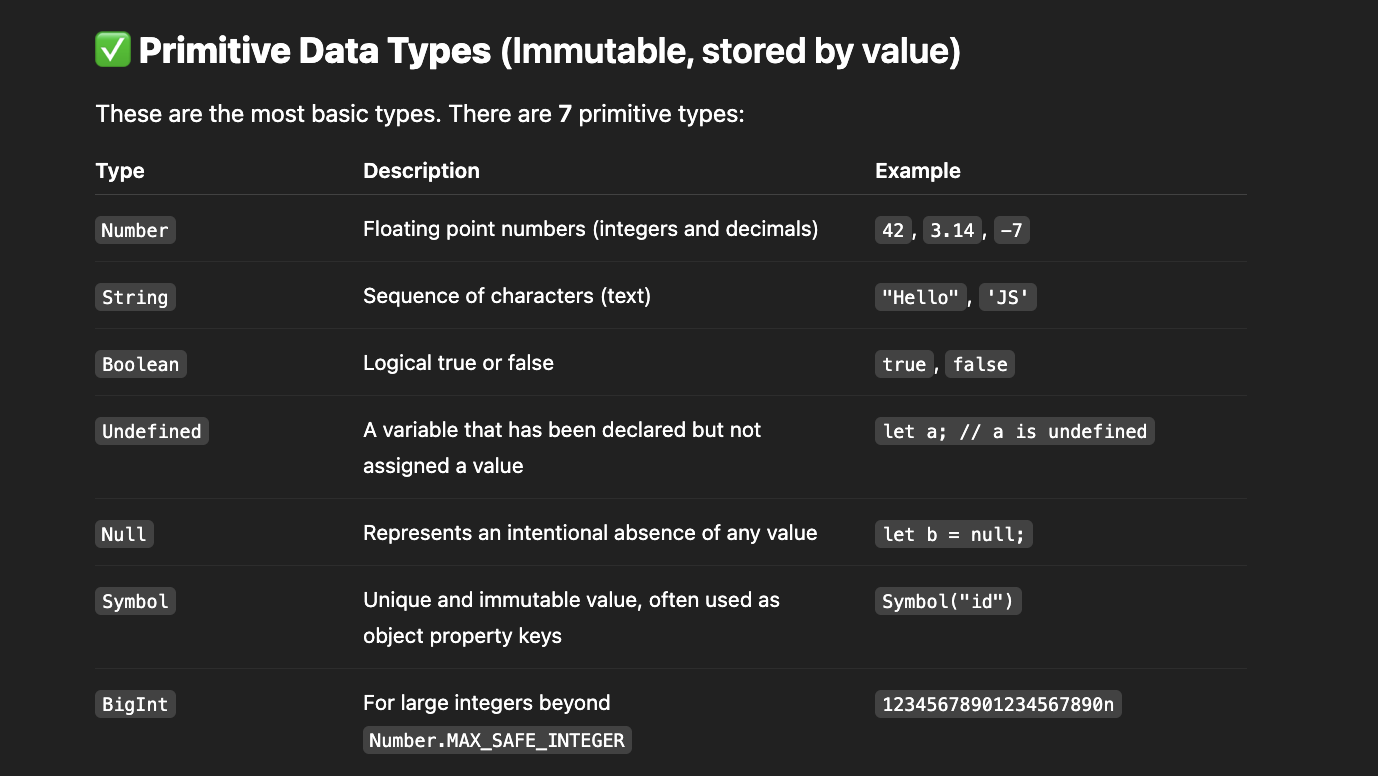 ✅ Primitive Data Types (Immutable, stored by value)
These are the most basic types. There are 7 primitive types:
Type Description Example
Number Floating point numbers (integers and decimals) 42, 3.14, -7
String Sequence of characters (text) "Hello", 'JS'
Boolean Logical true or false true, false
Undefined A variable that has been declared but not let a; // a is undefined
assigned a value
Null Represents an intentional absence of any value let b = null;
Symbol Unique and immutable value, often used as Symbol("id")
object property keys
BigInt For large integers beyond 12345678901234567890n
Number.MAX_SAFE_INTEGER